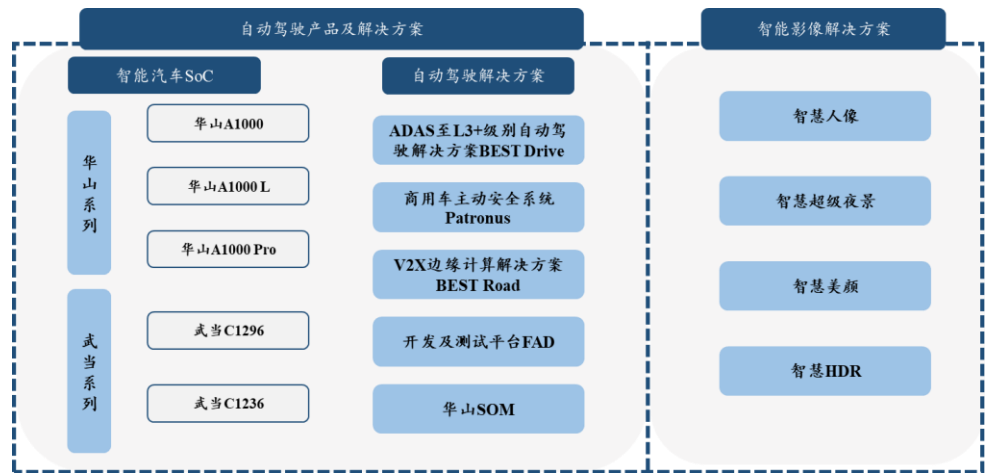 自动驾驶产品及解决方案
智能汽车SoC
华山系列
华山A1000
华山A1000 L
华山A1000 Pro
武当系列
武当C1296
武当C1236
自动驾驶解决方案
ADAS至L3+级别自动驾
驶解决方案BEST Drive
商用车主动安全系统
Patronus
V2X边缘计算解决方案
BEST Road
开发及测试平台FAD
华山SOM
智能影像解决方案
智慧人像
智慧超级夜景
智慧美颜
智慧HDR